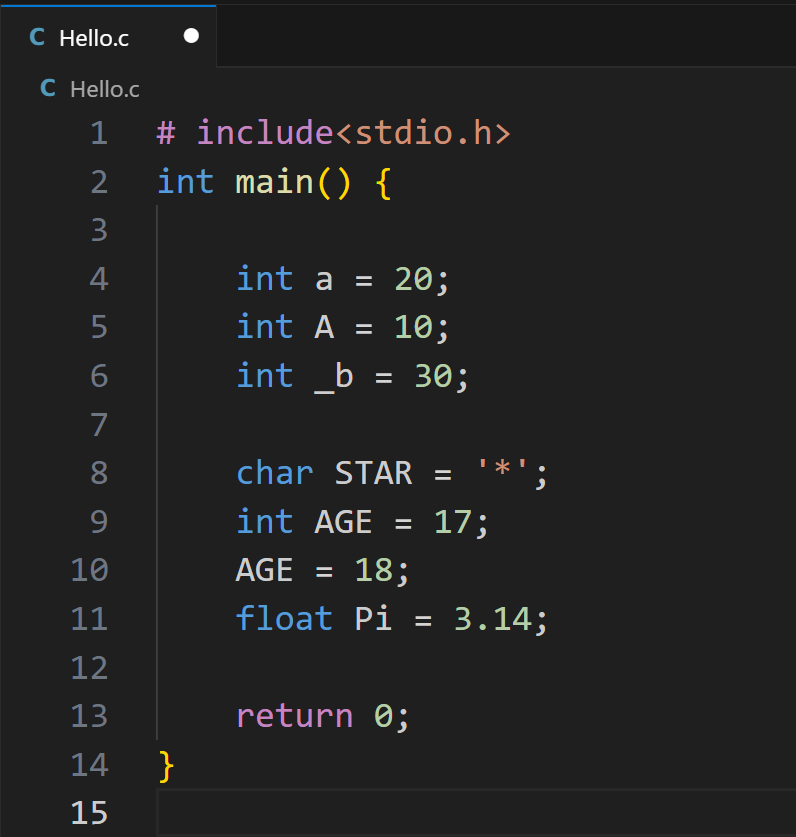 C Hello.c
C Hello.c
1 # include<stdio.h>
2 int main() {
3
4     int a = 20;
5     int A = 10;
6     int _b = 30;
7
8     char STAR = '*';
9     int AGE = 17;
10     AGE = 18;
11     float Pi = 3.14;
12
13     return 0;
14 }
15